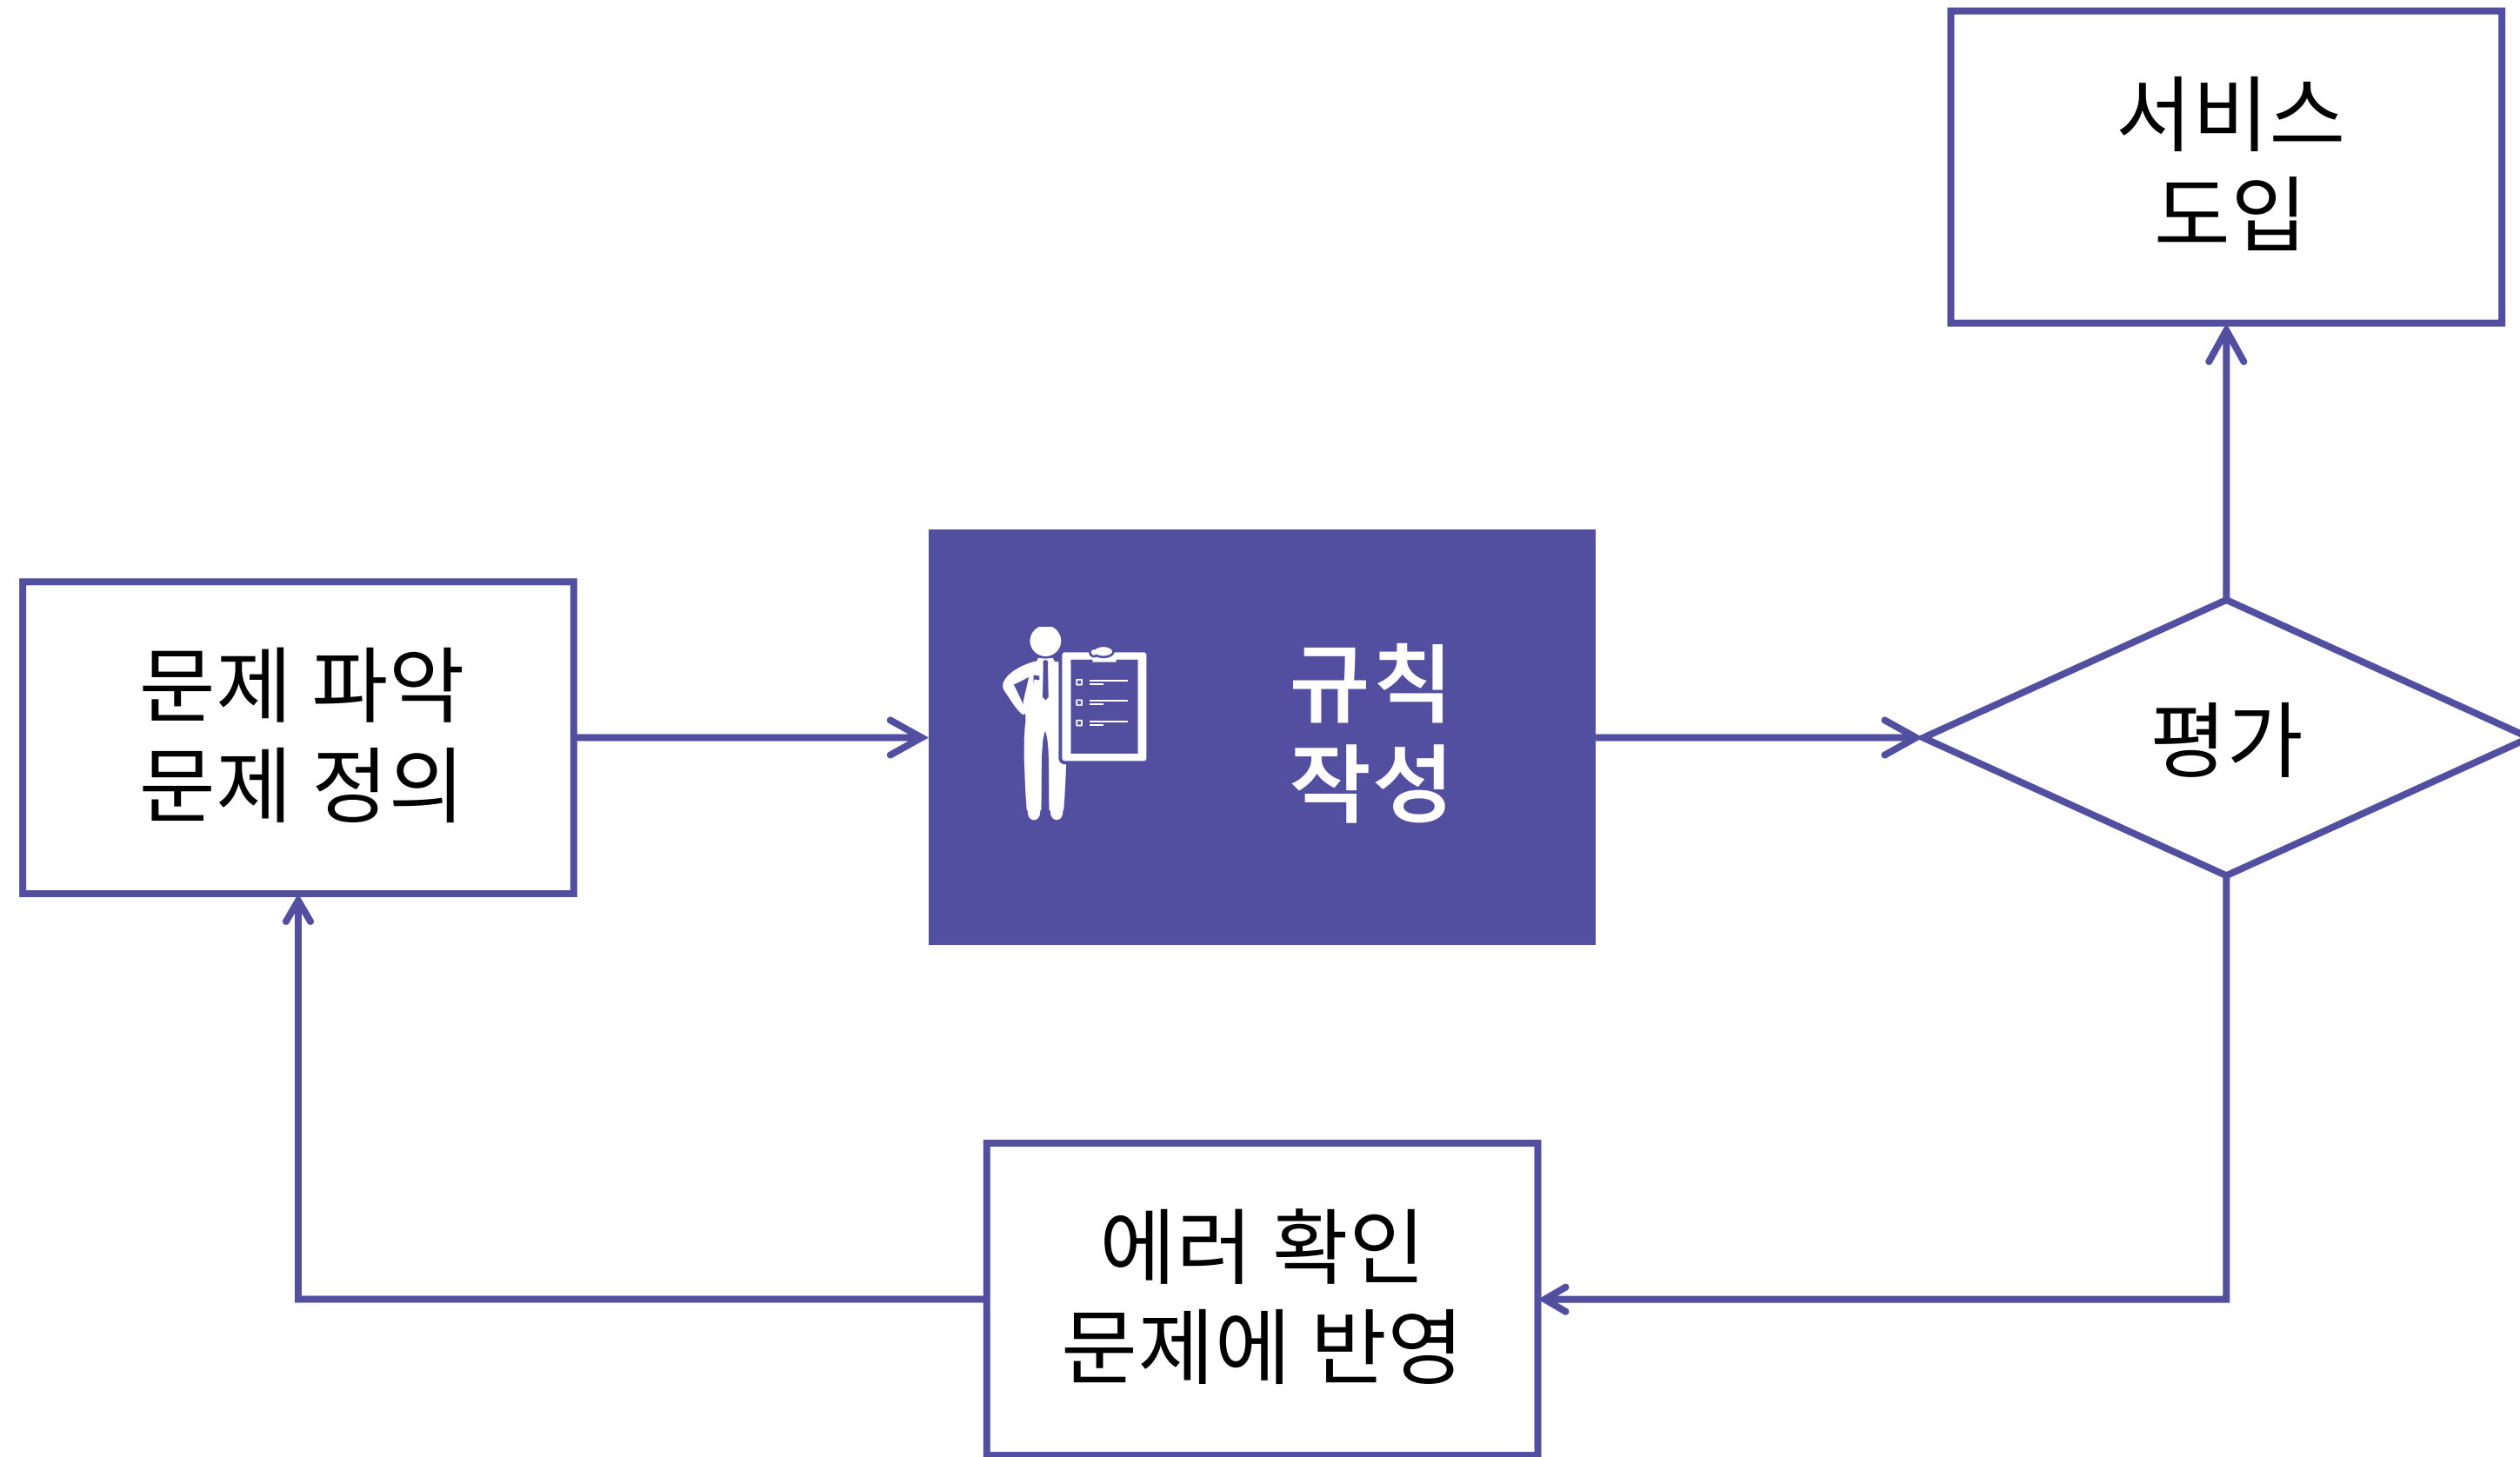 서비스
도입
문제 파악
문제 정의
규칙
작성
평가
에러 확인
문제에 반영